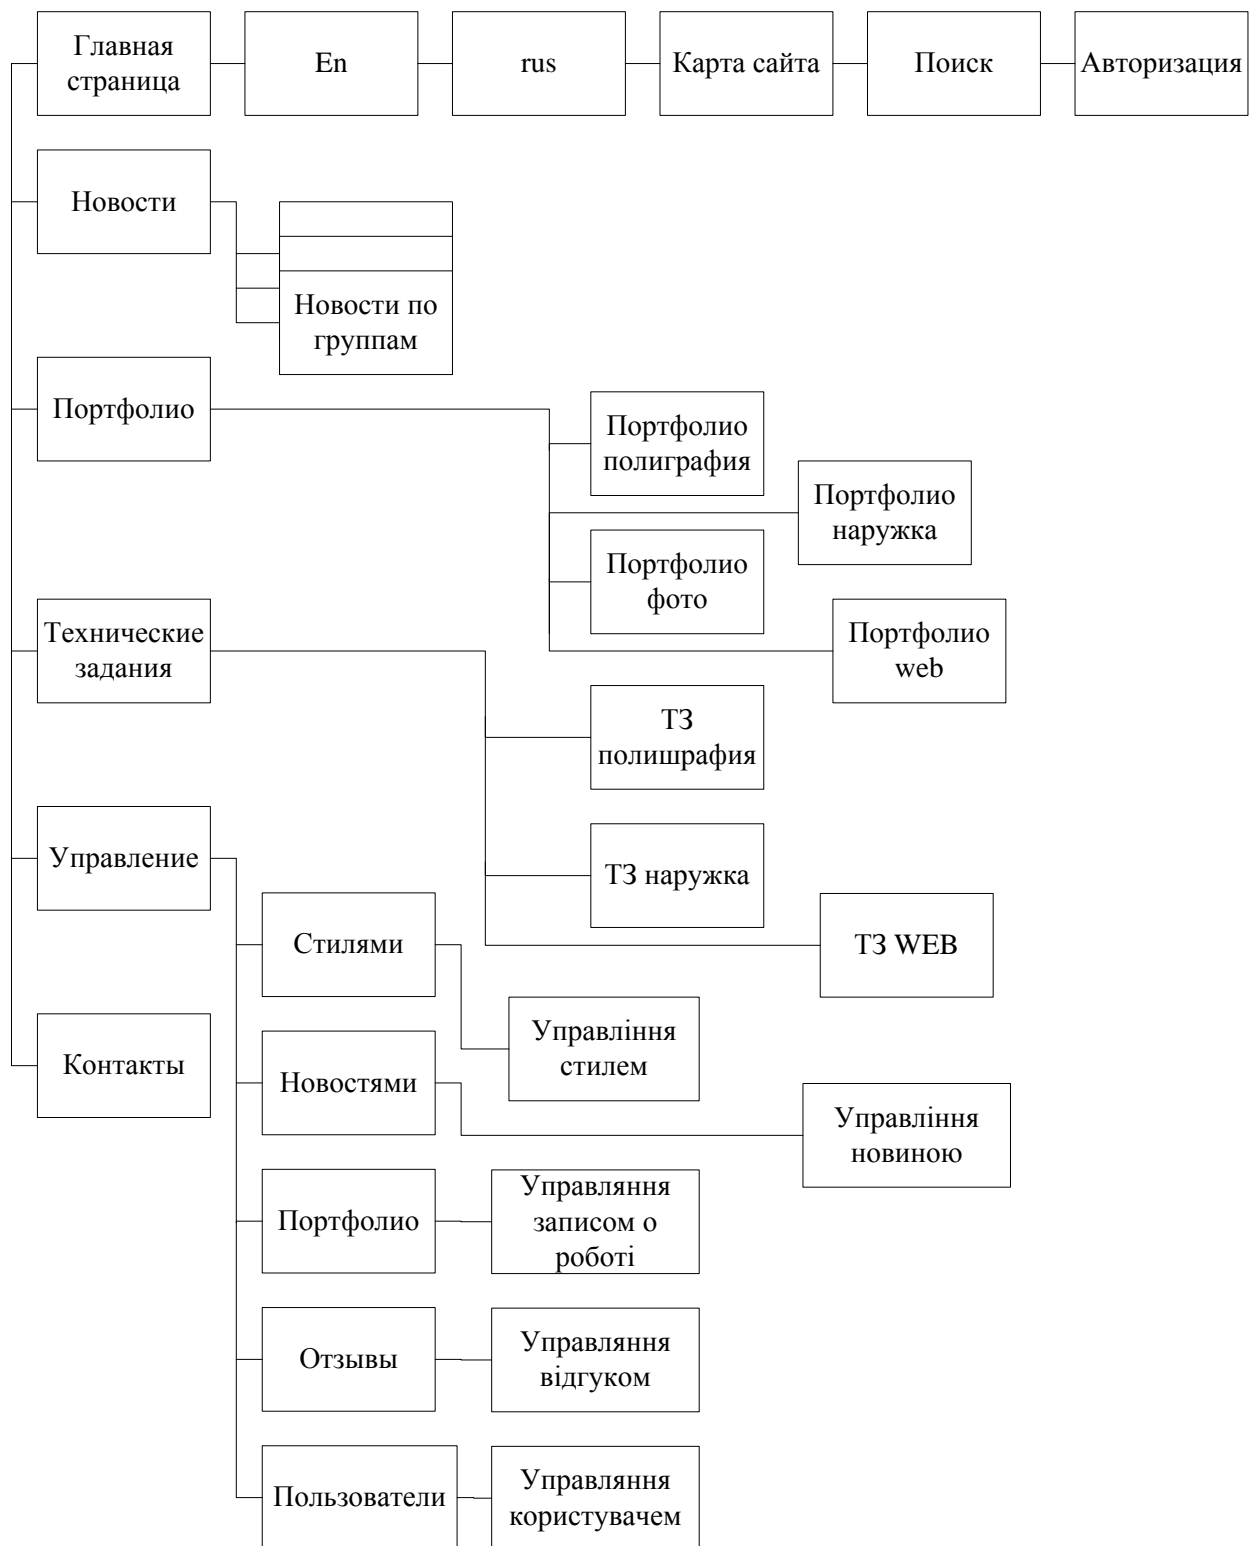 Главная
страница
En
rus
Карта сайта
Поиск
Авторизация
Новости
Новости по
группам
Портфолио
Портфолио
полиграфия
Портфолио
наружка
Портфолио
фото
Портфолио
web
Технические
задания
ТЗ
полишрафия
ТЗ наружка
ТЗ WEB
Управление
Стилями
Управління
стилем
Новостями
Управління
новиною
Портфолио
Управляння
записом о
роботі
Отзывы
Управляння
відгуком
Пользователи
Управляння
користувачем
Контакты